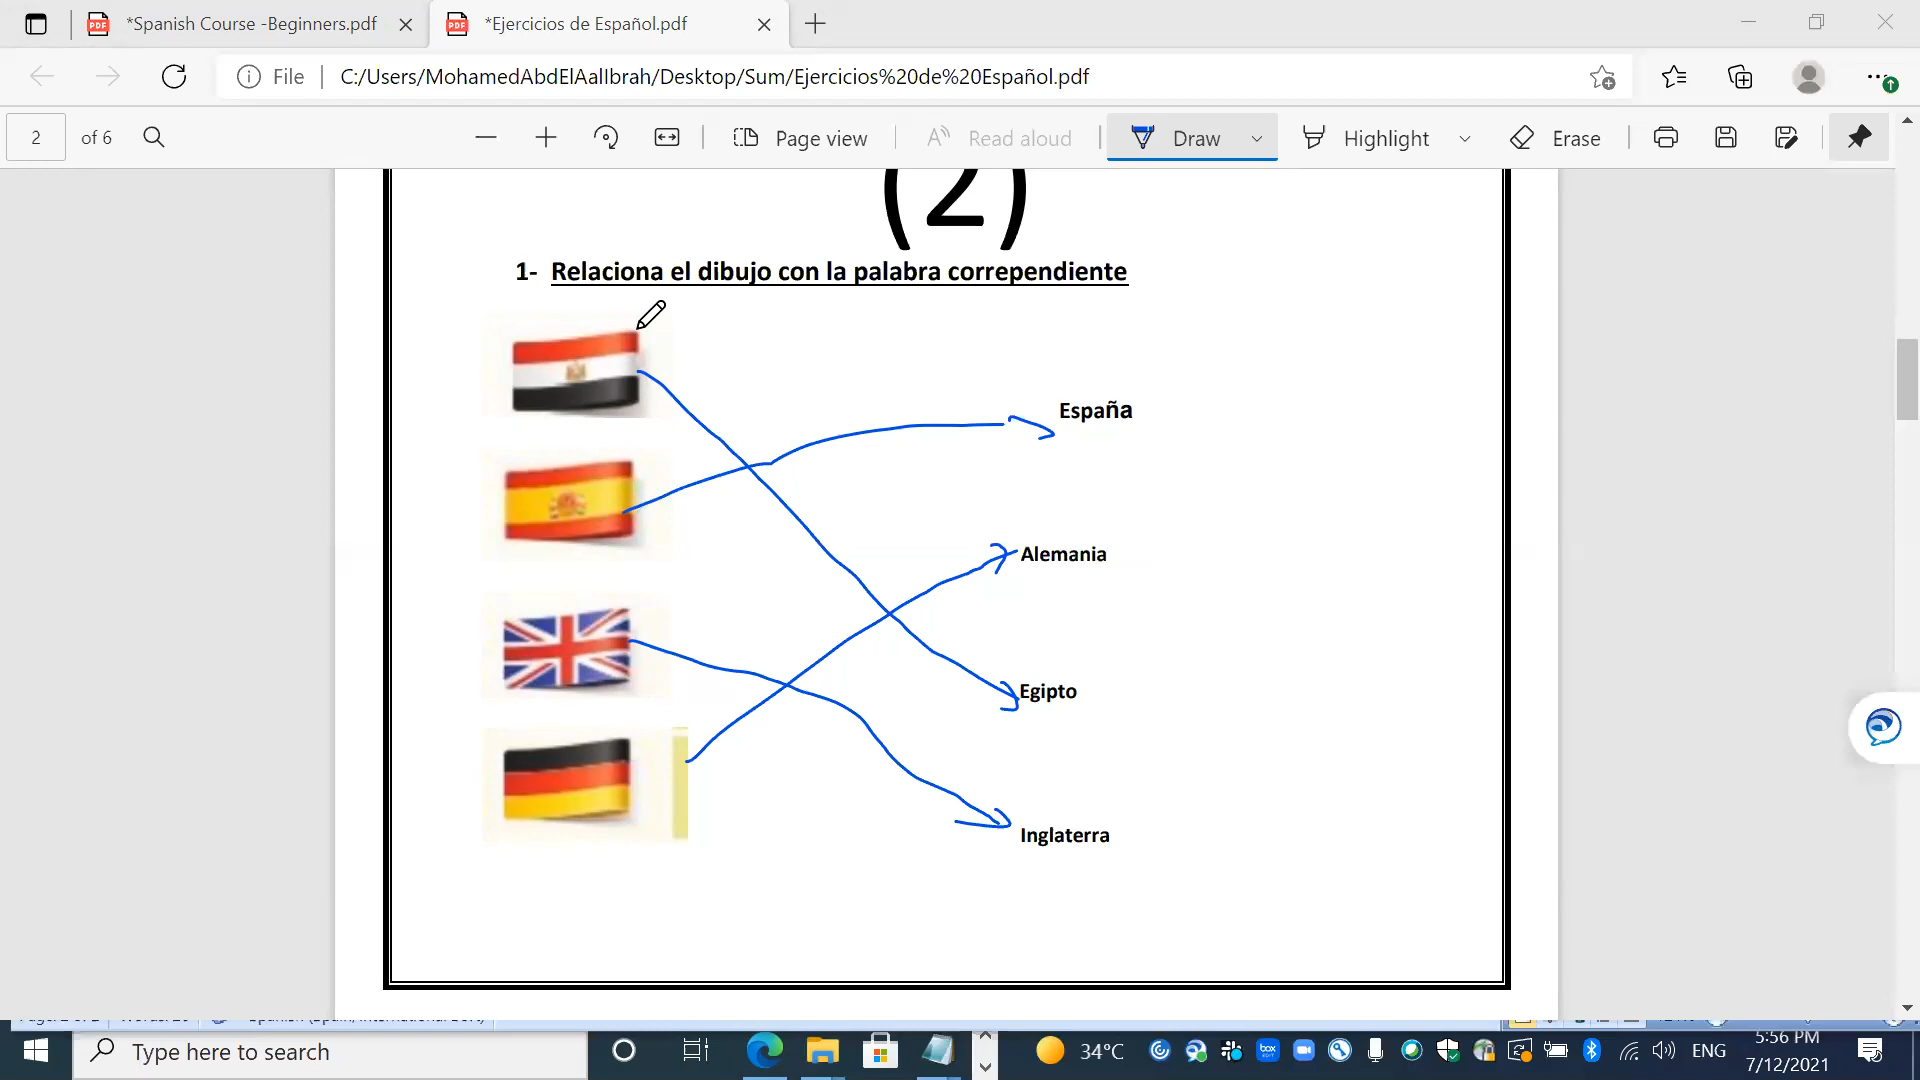 *Spanish Course -Beginners.pdf
*Ejercicios de Español.pdf
File
C:/Users/MohamedAbdElAalIbrah/Desktop/Sum/Ejercicios%20de%20Español.pdf
2 of 6
Page view
Read aloud
Draw
Highlight
Erase
(2)
1- Relaciona el dibujo con la palabra correpondiente
España
Alemania
Egipto
Inglaterra
Type here to search
34°C
ENG
5:56 PM
7/12/2021